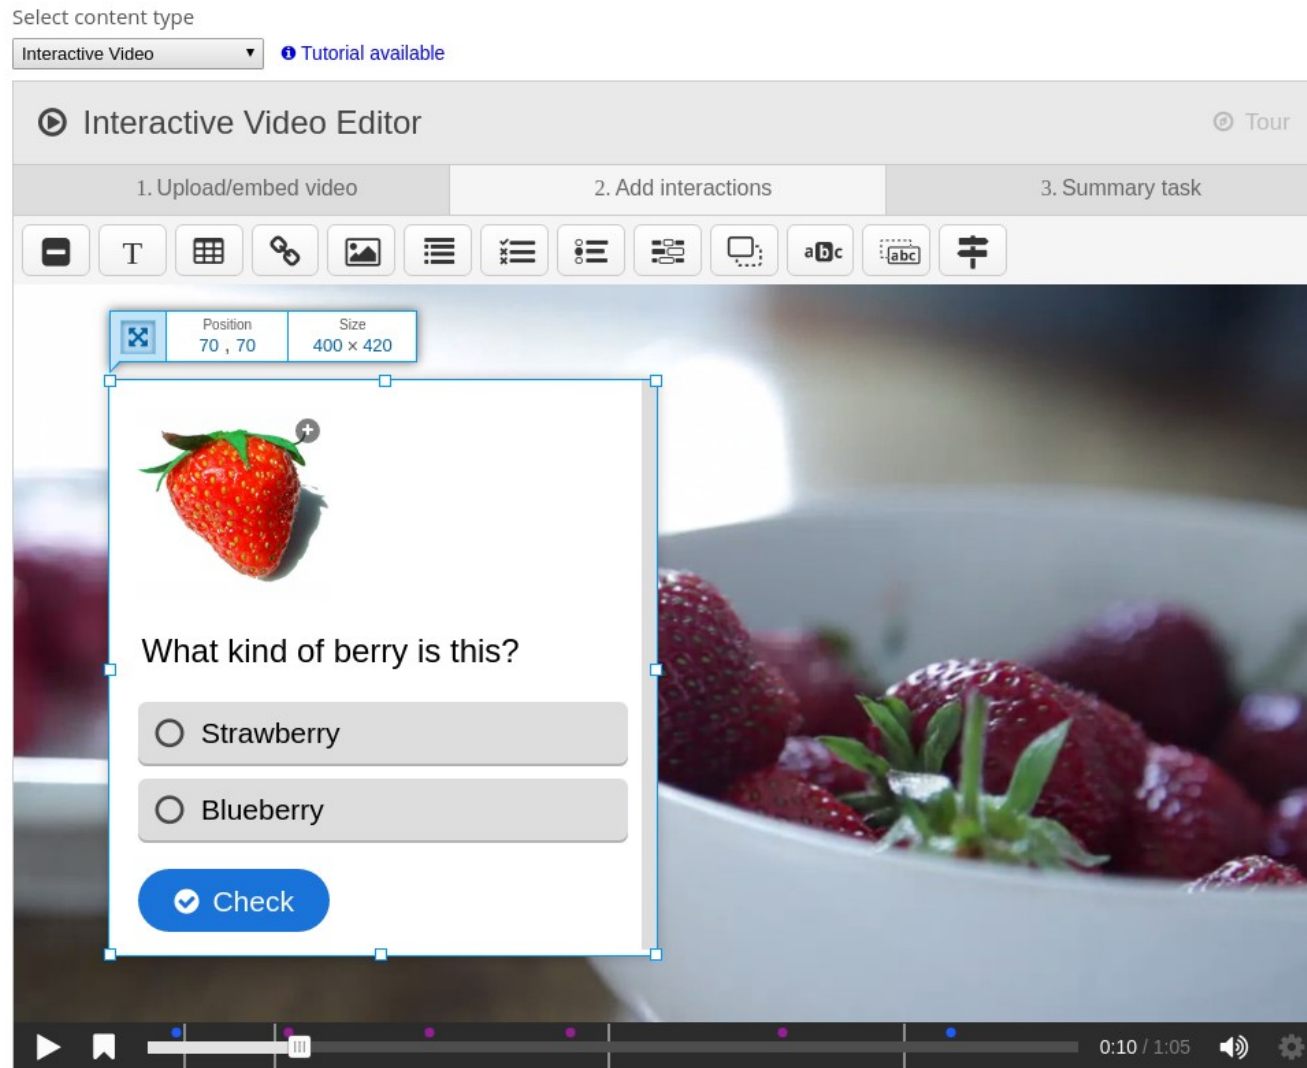 Select content type
Interactive Video
Tutorial available
Interactive Video Editor
Tour
1. Upload/embed video
2. Add interactions
3. Summary task
T
abc
abc
Position
Size
70 , 70
400 × 420
What kind of berry is this?
Strawberry
Blueberry
Check
0:10 / 1:05